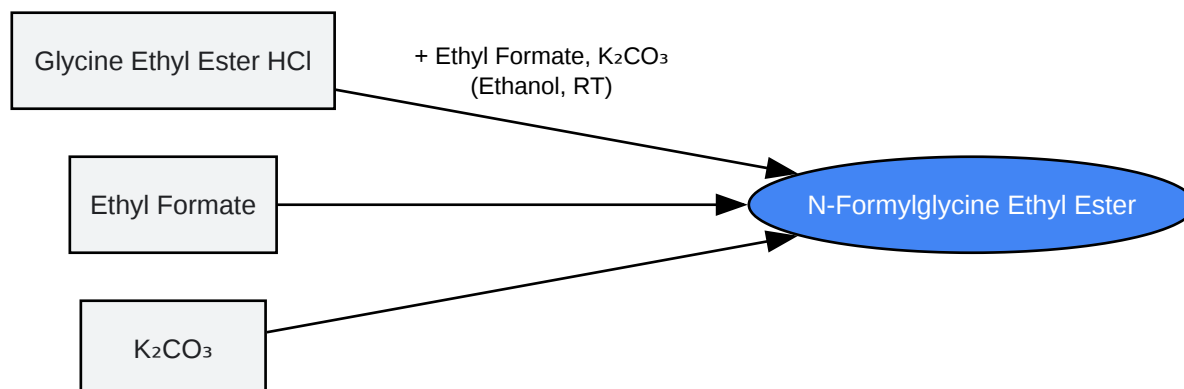 Glycine Ethyl Ester HCl
+ Ethyl Formate, K₂CO₃
(Ethanol, RT)
Ethyl Formate
N-Formylglycine Ethyl Ester
K₂CO₃